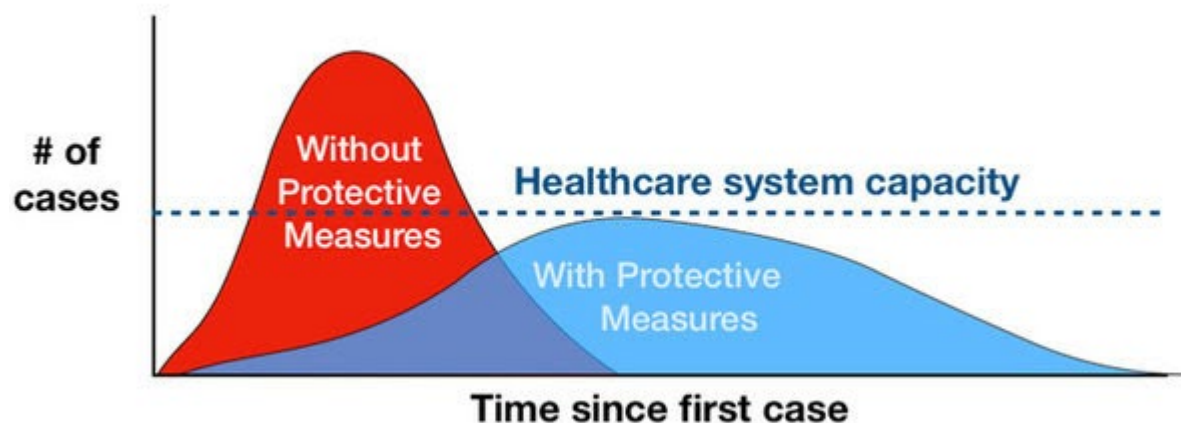 # of
cases
Without
Protective
Measures
Healthcare system capacity
With Protective
Measures
Time since first case